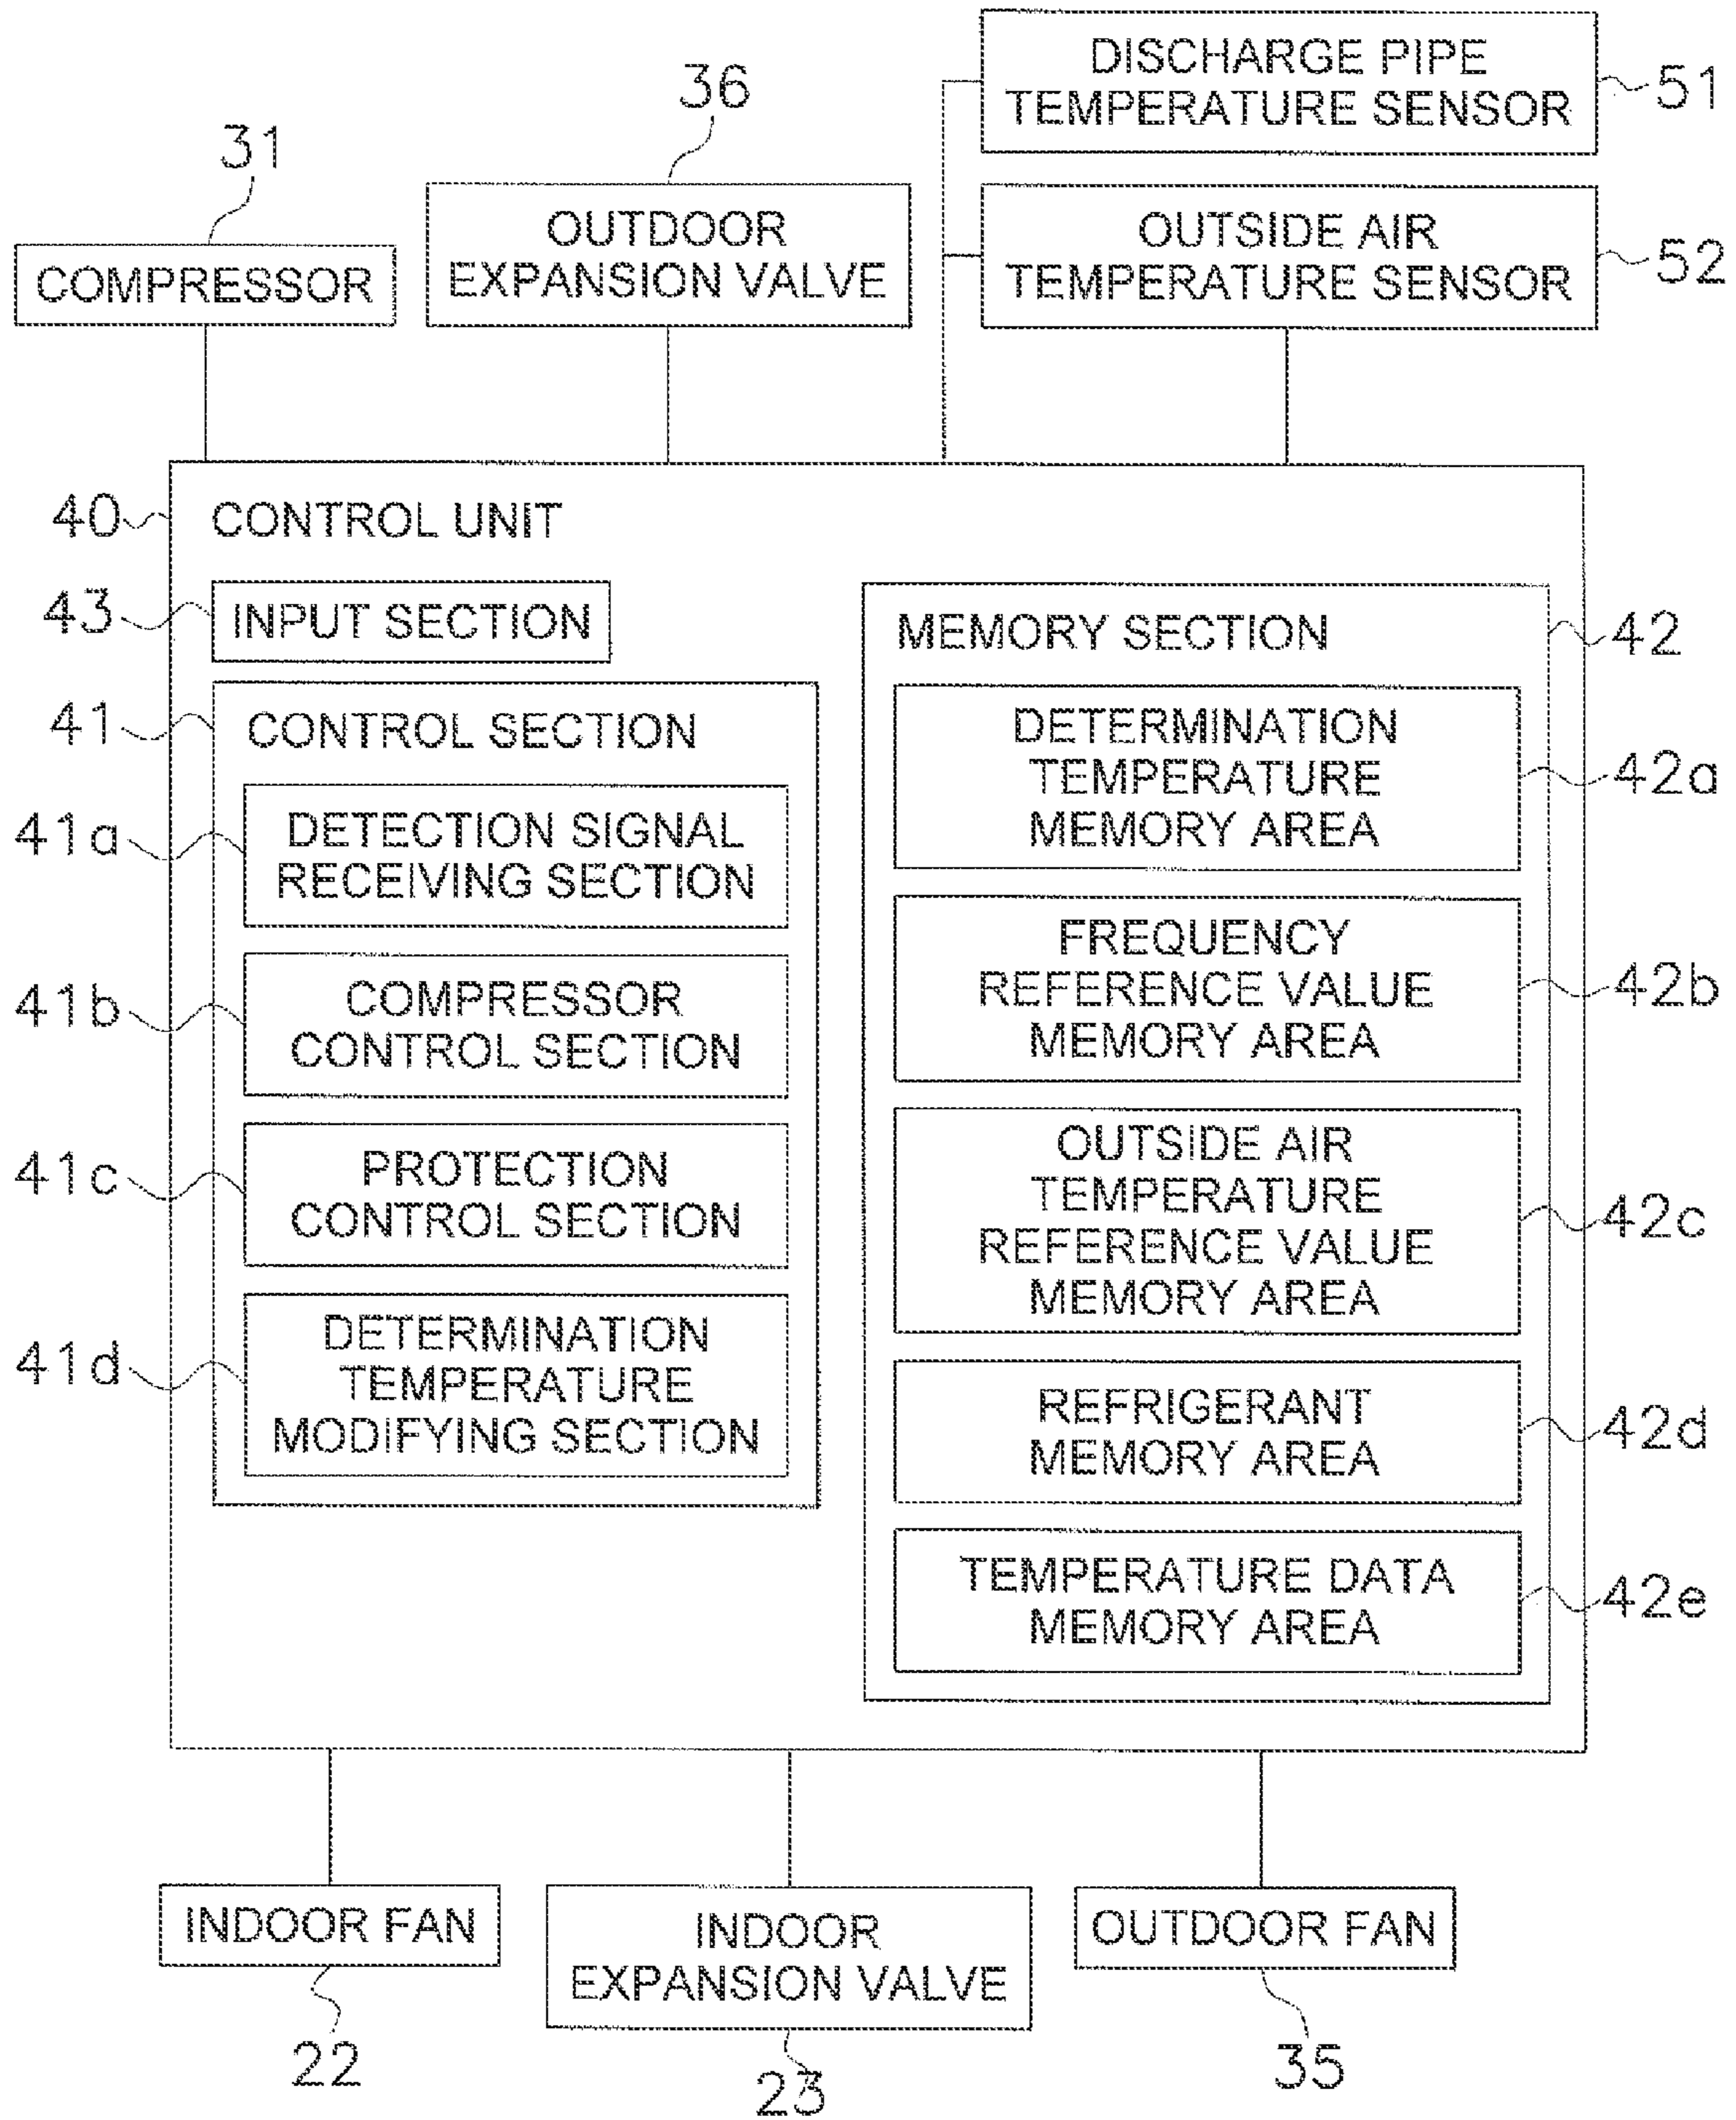 DISCHARGE PIPE
TEMPERATURE SENSOR
51
36
31
OUTDOOR
EXPANSION VALVE
OUTSIDE AIR
TEMPERATURE SENSOR
52
COMPRESSOR
40
CONTROL UNIT
43
INPUT SECTION
41
CONTROL SECTION
41a
DETECTION SIGNAL
RECEIVING SECTION
41b
COMPRESSOR
CONTROL SECTION
41c
PROTECTION
CONTROL SECTION
41d
DETERMINATION
TEMPERATURE
MODIFYING SECTION
MEMORY SECTION
42
DETERMINATION
TEMPERATURE
MEMORY AREA
42a
FREQUENCY
REFERENCE VALUE
MEMORY AREA
42b
OUTSIDE AIR
TEMPERATURE
REFERENCE VALUE
MEMORY AREA
42c
REFRIGERANT
MEMORY AREA
42d
TEMPERATURE DATA
MEMORY AREA
42e
INDOOR FAN
22
INDOOR
EXPANSION VALVE
23
OUTDOOR FAN
35